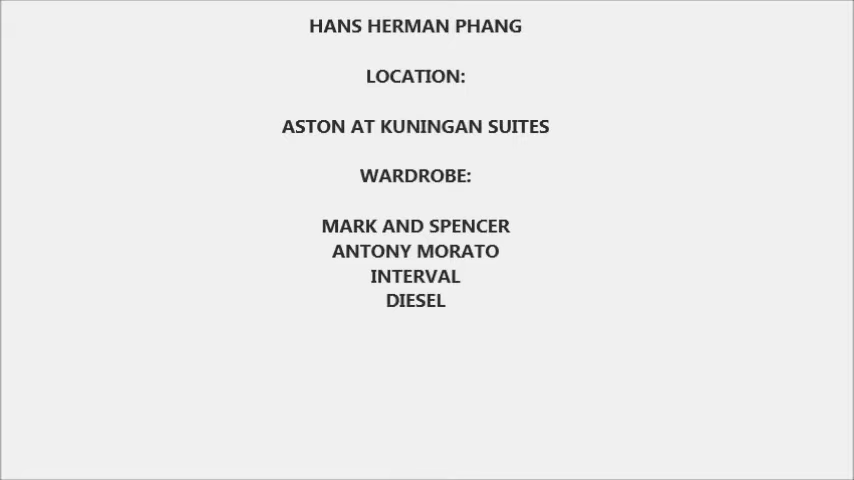 HANS HERMAN PHANG
LOCATION:
ASTON AT KUNINGAN SUITES
WARDROBE:
MARK AND SPENCER
ANTONY MORATO
INTERVAL
DIESEL